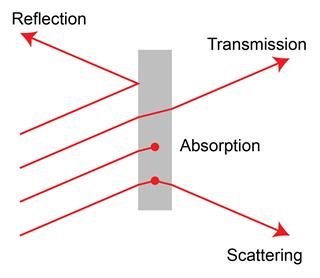 Reflection
Transmission
Absorption
Scattering